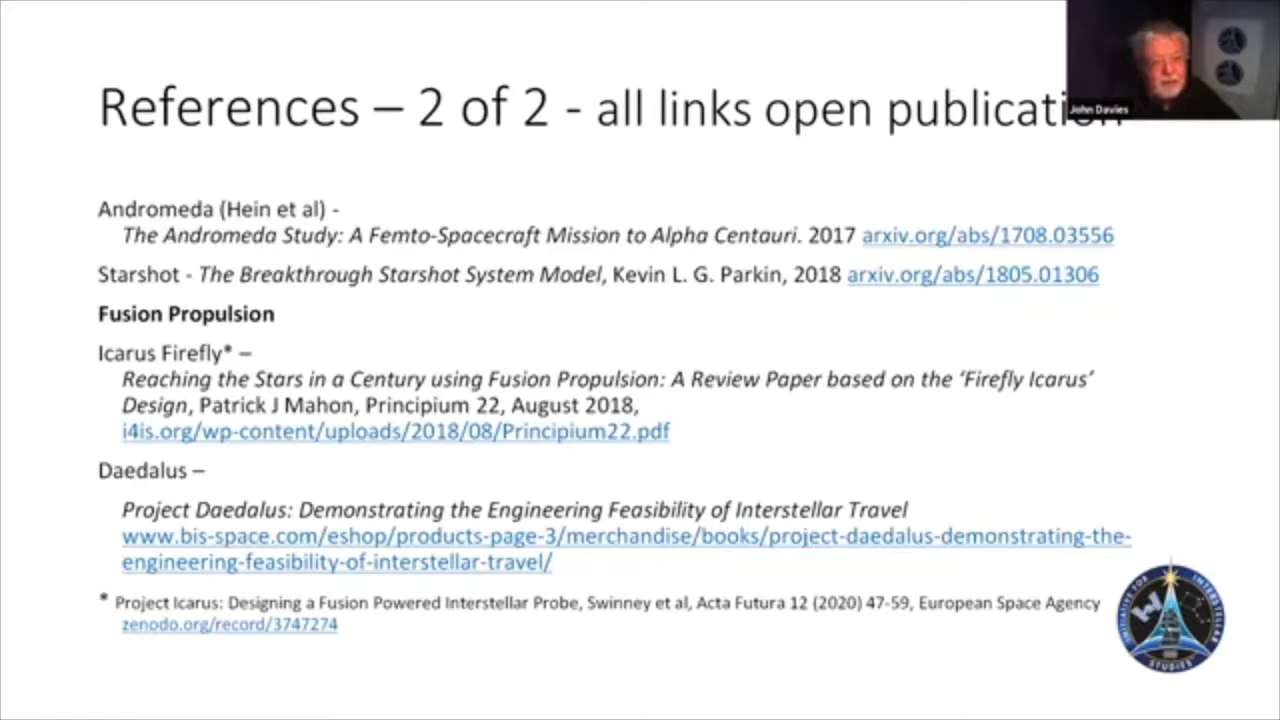 References – 2 of 2 - all links open publication
John Davies
Andromeda (Hein et al) -
The Andromeda Study: A Femto-Spacecraft Mission to Alpha Centauri. 2017 arxiv.org/abs/1708.03556
Starshot - The Breakthrough Starshot System Model, Kevin L. G. Parkin, 2018 arxiv.org/abs/1805.01306
Fusion Propulsion
Icarus Firefly* –
Reaching the Stars in a Century using Fusion Propulsion: A Review Paper based on the ‘Firefly Icarus’
Design, Patrick J Mahon, Principium 22, August 2018,
i4is.org/wp-content/uploads/2018/08/Principium22.pdf
Daedalus –
Project Daedalus: Demonstrating the Engineering Feasibility of Interstellar Travel
www.bis-space.com/eshop/products-page-3/merchandise/books/project-daedalus-demonstrating-the-
engineering-feasibility-of-interstellar-travel/
* Project Icarus: Designing a Fusion Powered Interstellar Probe, Swinney et al, Acta Futura 12 (2020) 47-59, European Space Agency
zenodo.org/record/3747274
INITIATIVE FOR INTERSTELLAR STUDIES